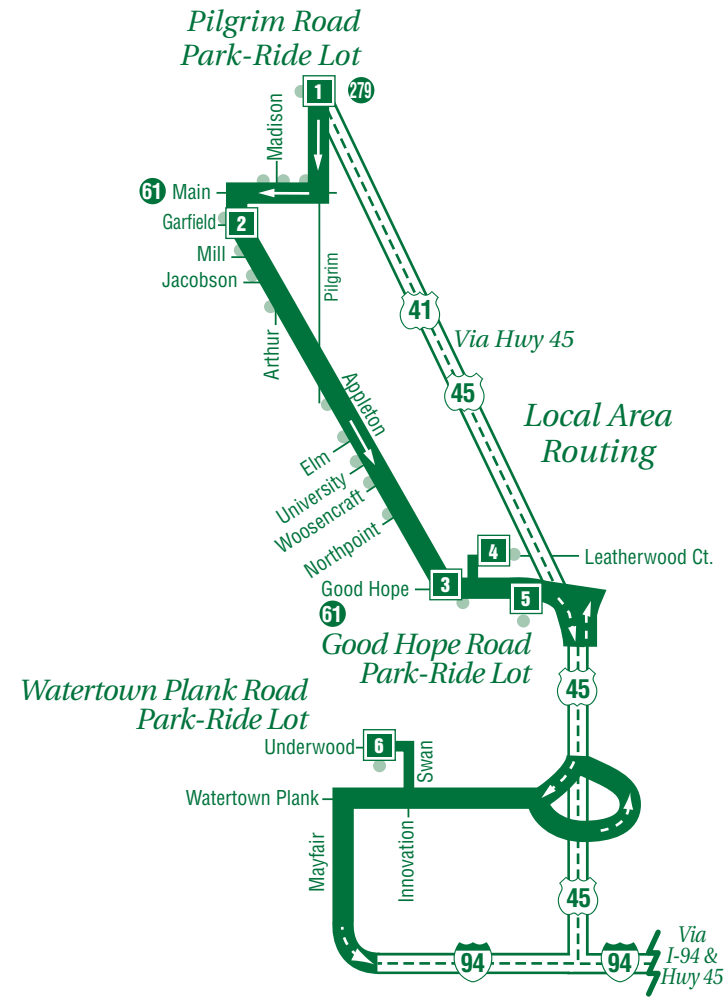 Pilgrim Road
Park-Ride Lot
1
279
Madison
61 Main
Garfield
2
Mill
Jacobson
Pilgrim
Arthur
41
Via Hwy 45
45
Appleton
Local Area
Routing
Elm
University
Woosencraft
Northpoint
4
Leatherwood Ct.
Good Hope
3
5
61
Good Hope Road
Park-Ride Lot
45
Watertown Plank Road
Park-Ride Lot
Underwood
6
Swan
Watertown Plank
Mayfair
Innovation
45
94
94
Via
I-94 &
Hwy 45